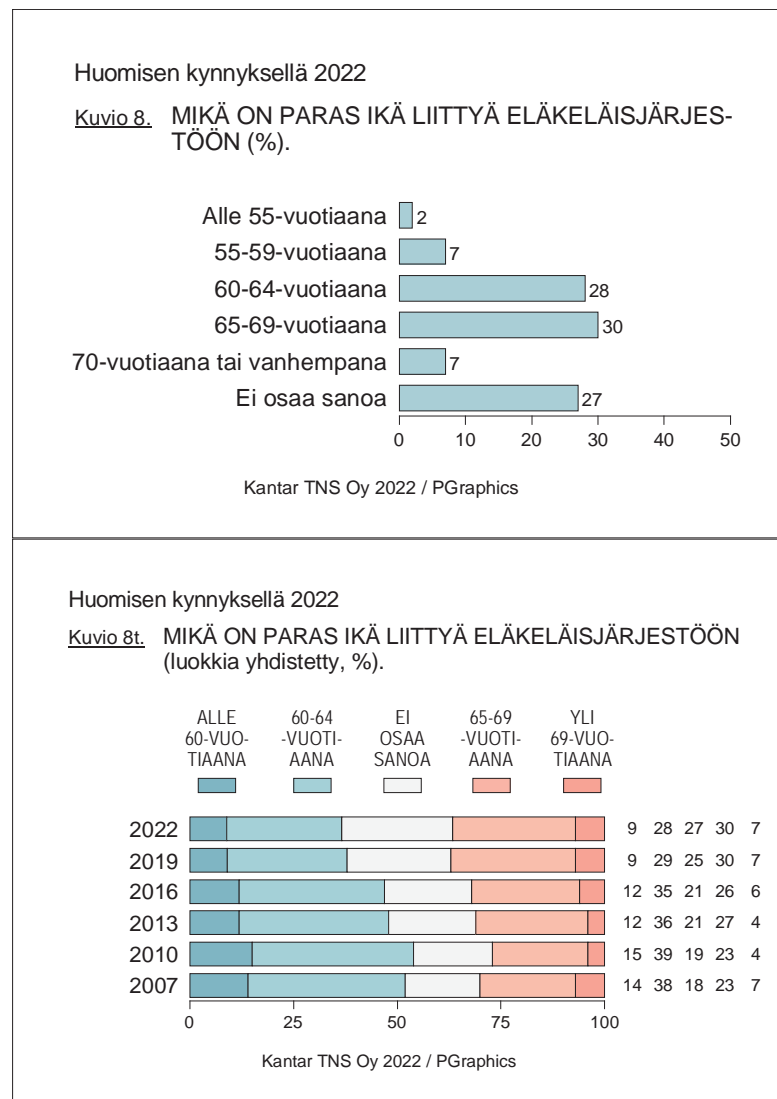 Huomisen kynnyksellä 2022
Kuvio 8. MIKÄ ON PARAS IKÄ LIITTYÄ ELÄKELÄISJÄRJES-
TÖÖN (%).
Alle 55-vuotiaana 2
55-59-vuotiaana 7
60-64-vuotiaana 28
65-69-vuotiaana 30
70-vuotiaana tai vanhempana 7
Ei osaa sanoa 27
0 10 20 30 40 50
Kantar TNS Oy 2022 / PGraphics
Huomisen kynnyksellä 2022
Kuvio 8t. MIKÄ ON PARAS IKÄ LIITTYÄ ELÄKELÄISJÄRJESTÖÖN
(luokkia yhdistetty, %).
ALLE 60-64 EI 65-69 YLI
60-VUO- -VUOTI- OSAA -VUOTI- 69-VUO-
TIAANA AANA SANOA AANA TIAANA
2022 9 28 27 30 7
2019 9 29 25 30 7
2016 12 35 21 26 6
2013 12 36 21 27 4
2010 15 39 19 23 4
2007 14 38 18 23 7
0 25 50 75 100
Kantar TNS Oy 2022 / PGraphics